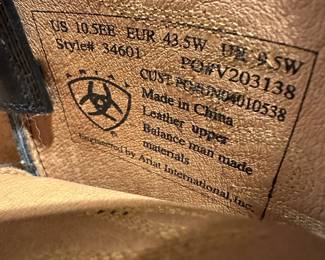 US 10.5EE EUR 43.5W UK 9.5W
Style# 34601 PO#V203138
ARIAT
CUST PO#UN04010538
Made in China
Leather upper
Balance man made
materials
Engineered by Ariat International, Inc.